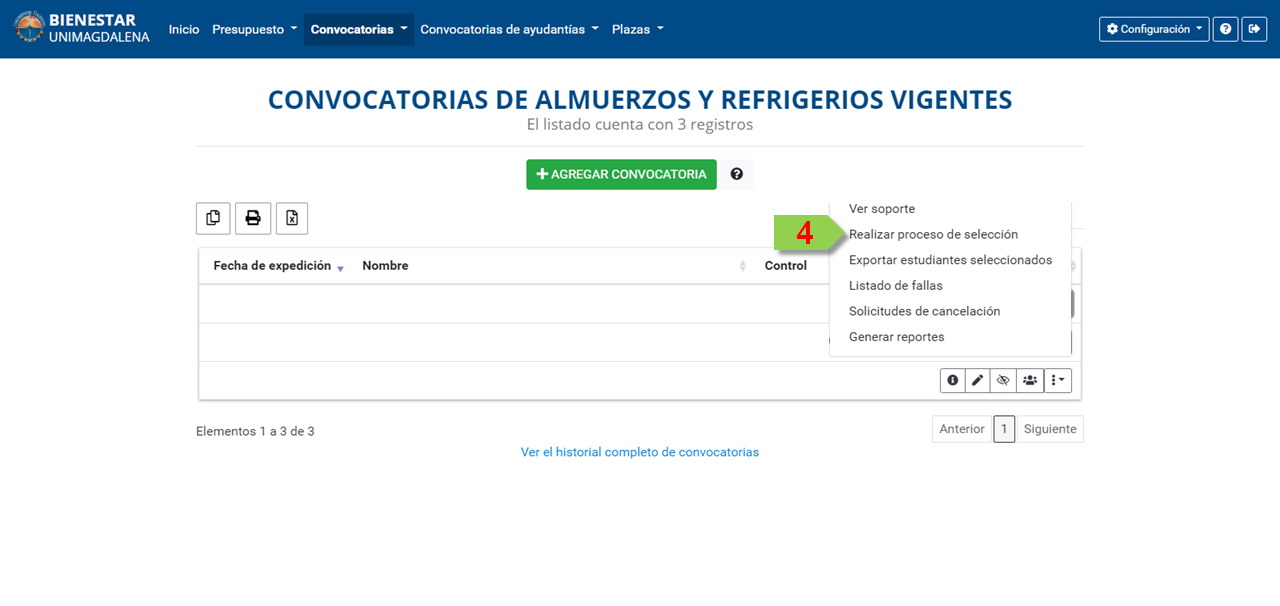 BIENESTAR
UNIMAGDALENA
Inicio Presupuesto Convocatorias Convocatorias de ayudantías Plazas Configuración
CONVOCATORIAS DE ALMUERZOS Y REFRIGERIOS VIGENTES
El listado cuenta con 3 registros
AGREGAR CONVOCATORIA
Ver soporte
4 Realizar proceso de selección
Exportar estudiantes seleccionados
Listado de fallas
Solicitudes de cancelación
Generar reportes
Fecha de expedición Nombre Control
Elementos 1 a 3 de 3
Anterior 1 Siguiente
Ver el historial completo de convocatorias